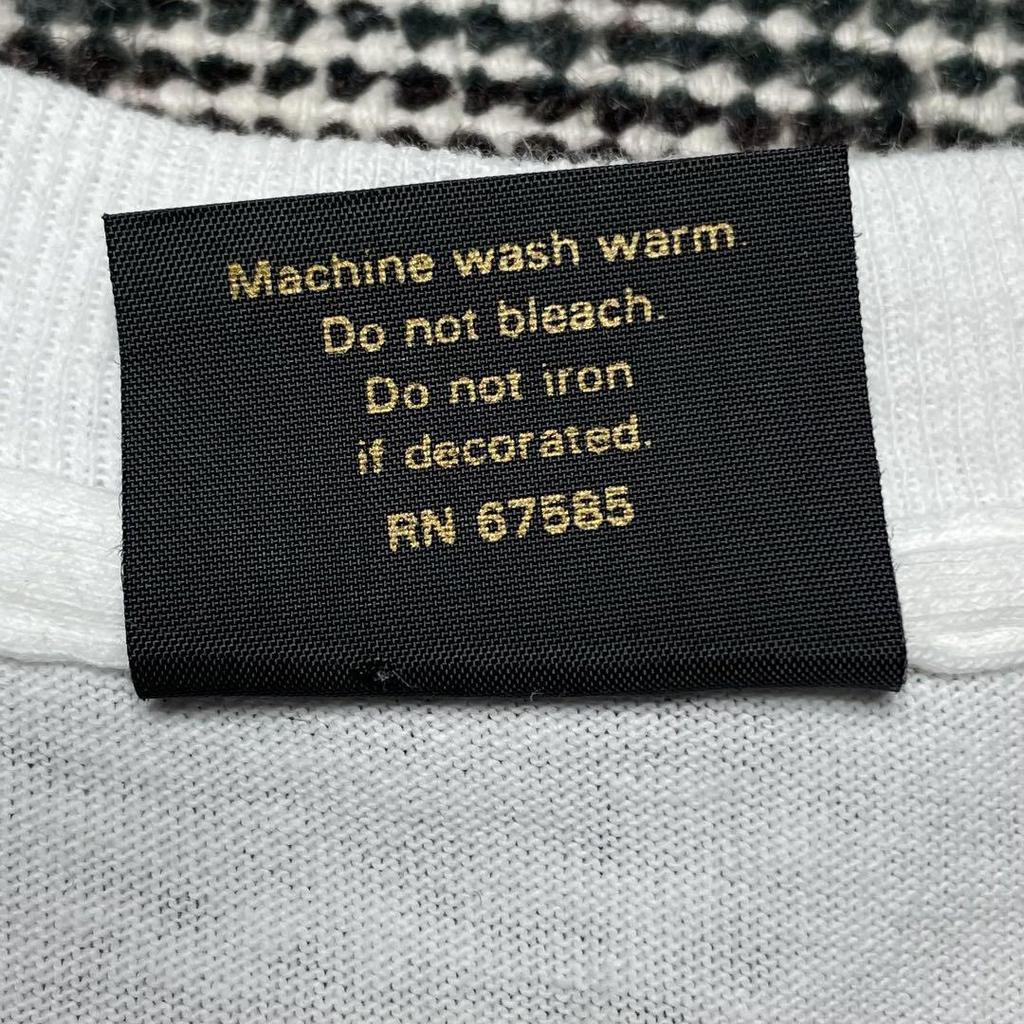 Machine wash warm.
Do not bleach.
Do not iron
if decorated.
RN 67585